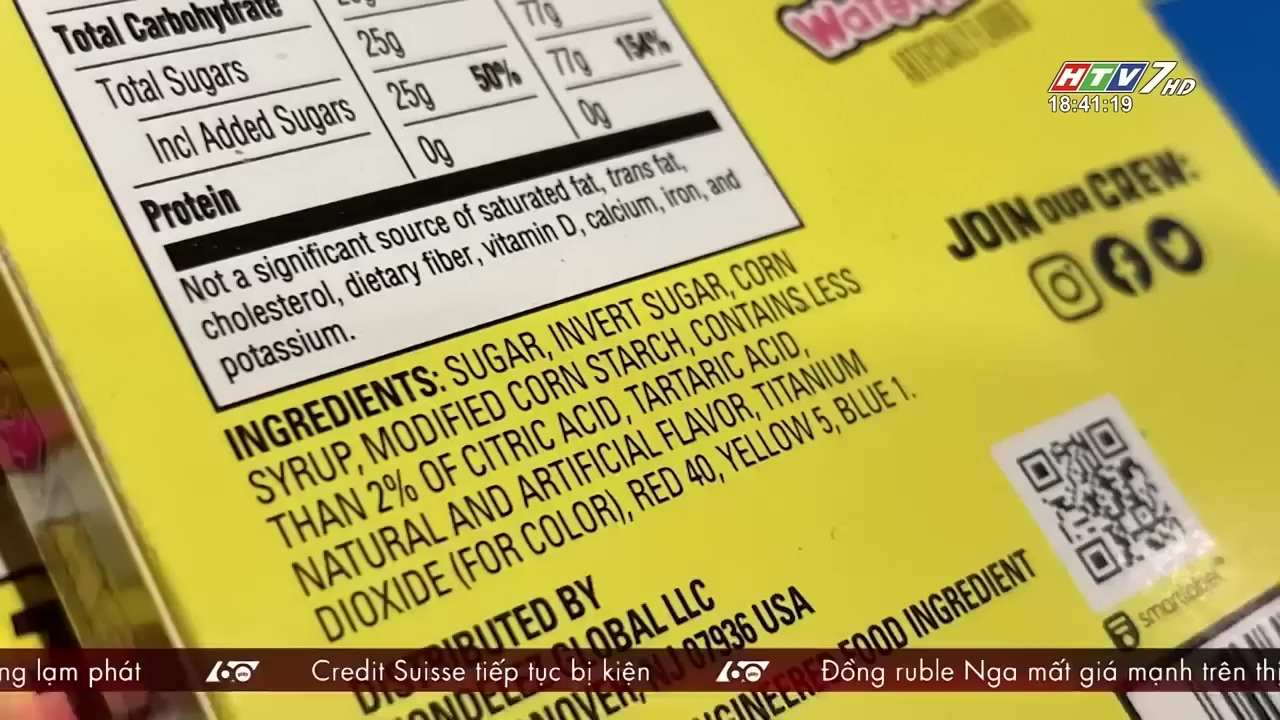 Total Carbohydrate
77g
Total Sugars 25g 77g 154%
Incl Added Sugars 25g 50%
Protein 0g 0g
Not a significant source of saturated fat, trans fat,
cholesterol, dietary fiber, vitamin D, calcium, iron, and
potassium.
INGREDIENTS: SUGAR, INVERT SUGAR, CORN
SYRUP, MODIFIED CORN STARCH, CONTAINS LESS
THAN 2% OF CITRIC ACID, TARTARIC ACID,
NATURAL AND ARTIFICIAL FLAVOR, TITANIUM
DIOXIDE (FOR COLOR), RED 40, YELLOW 5, BLUE 1.
GLOBAL LLC
07936 USA
FOOD INGREDIENT
HTV7 HD
18:41:19
JOIN OUR CREW:
smartlabel
lạm phát 60 giây Credit Suisse tiếp tục bị kiện 60 giây Đồng ruble Nga mất giá mạnh trên